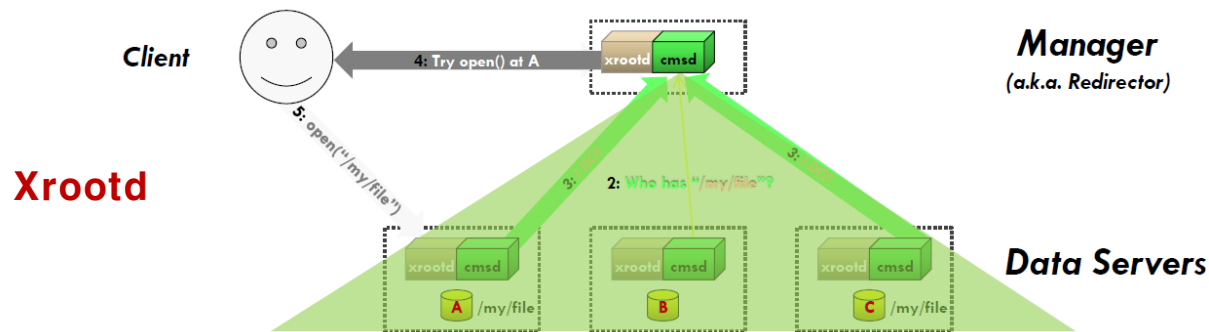 Client
4: Try open() at A
xrootd cmsd
Manager
(a.k.a. Redirector)
5: open("/my/file")
3:
3:
Xrootd
2: Who has "/my/file"?
xrootd cmsd
xrootd cmsd
xrootd cmsd
Data Servers
A /my/file
B
C /my/file